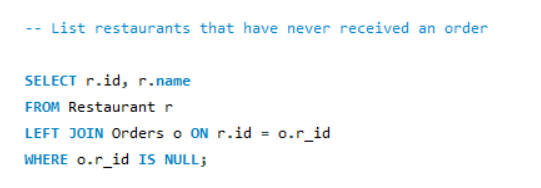 -- List restaurants that have never received an order
SELECT r.id, r.name
FROM Restaurant r
LEFT JOIN Orders o ON r.id = o.r_id
WHERE o.r_id IS NULL;